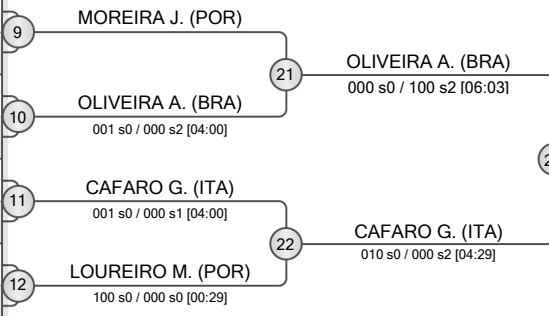 MOREIRA J. (POR)
9
OLIVEIRA A. (BRA)
21
000 s0 / 100 s2 [06:03]
OLIVEIRA A. (BRA)
10
001 s0 / 000 s2 [04:00]
CAFARO G. (ITA)
11
001 s0 / 000 s1 [04:00]
CAFARO G. (ITA)
22
010 s0 / 000 s2 [04:29]
LOUREIRO M. (POR)
12
100 s0 / 000 s0 [00:29]